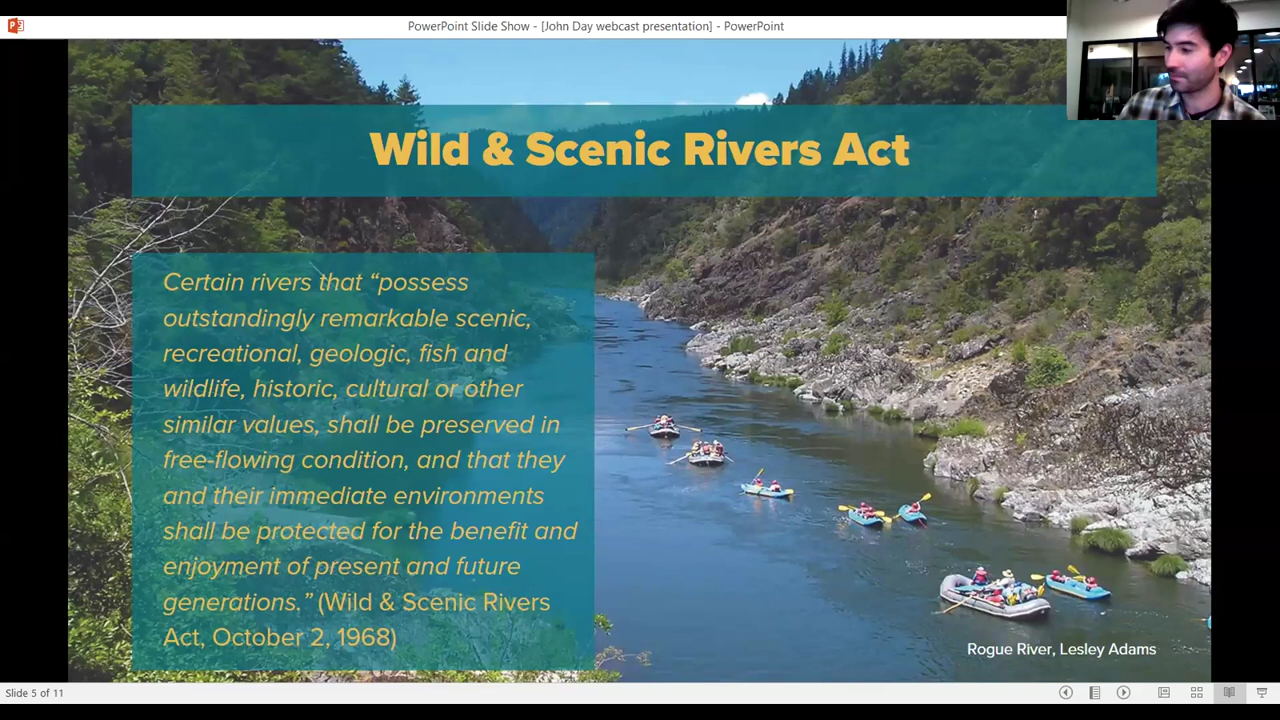 PowerPoint Slide Show - [John Day webcast presentation] - PowerPoint
Wild & Scenic Rivers Act
Certain rivers that “possess
outstandingly remarkable scenic,
recreational, geologic, fish and
wildlife, historic, cultural or other
similar values, shall be preserved in
free-flowing condition, and that they
and their immediate environments
shall be protected for the benefit and
enjoyment of present and future
generations.” (Wild & Scenic Rivers
Act, October 2, 1968)
Rogue River, Lesley Adams
Slide 5 of 11